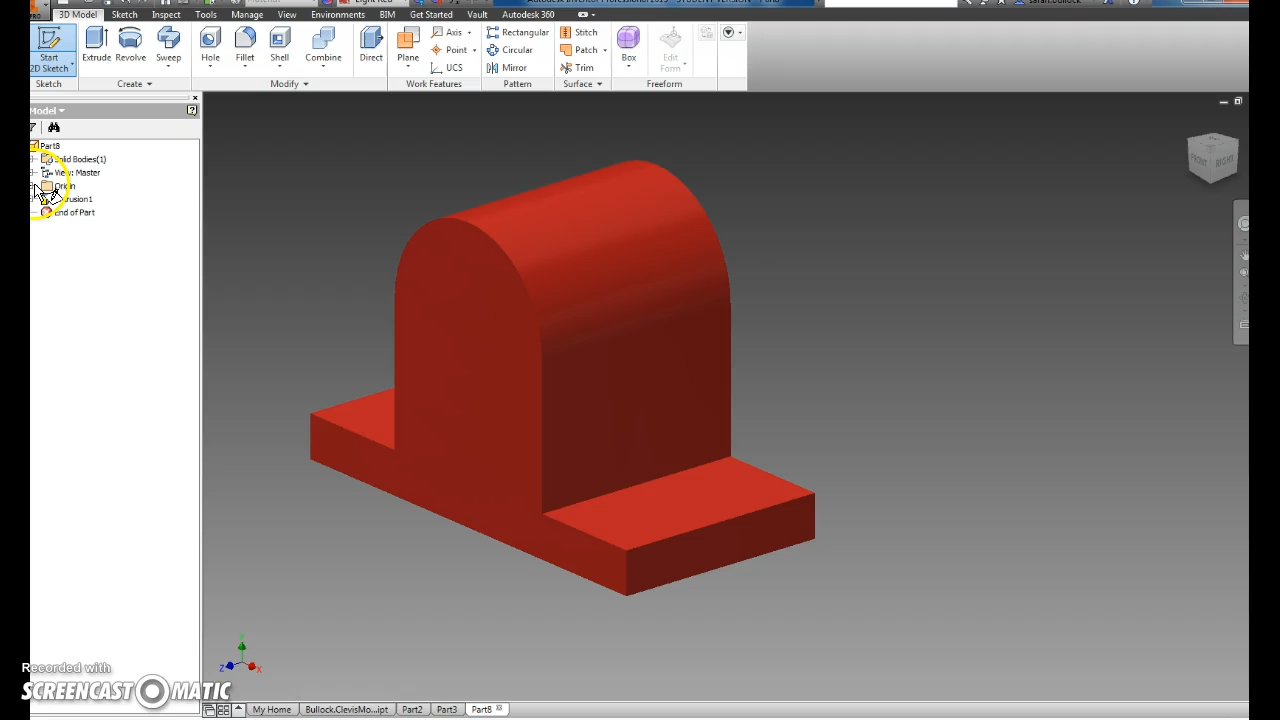 3D Model Sketch Inspect Tools Manage View Environments BIM Get Started Vault Autodesk 360
Start 2D Sketch
Extrude Revolve Sweep
Hole Fillet Shell Combine Direct
Plane Axis Point UCS
Rectangular Circular Mirror
Stitch Patch Trim
Box Edit Form
Sketch Create Modify Work Features Pattern Surface Freeform
Model
Part8
Solid Bodies(1)
View: Master
Origin
End of Part
FRONT RIGHT
Z X
Recorded with
SCREENCAST MATIC
My Home Bullock.ClevisMo...ipt Part2 Part3 Part8